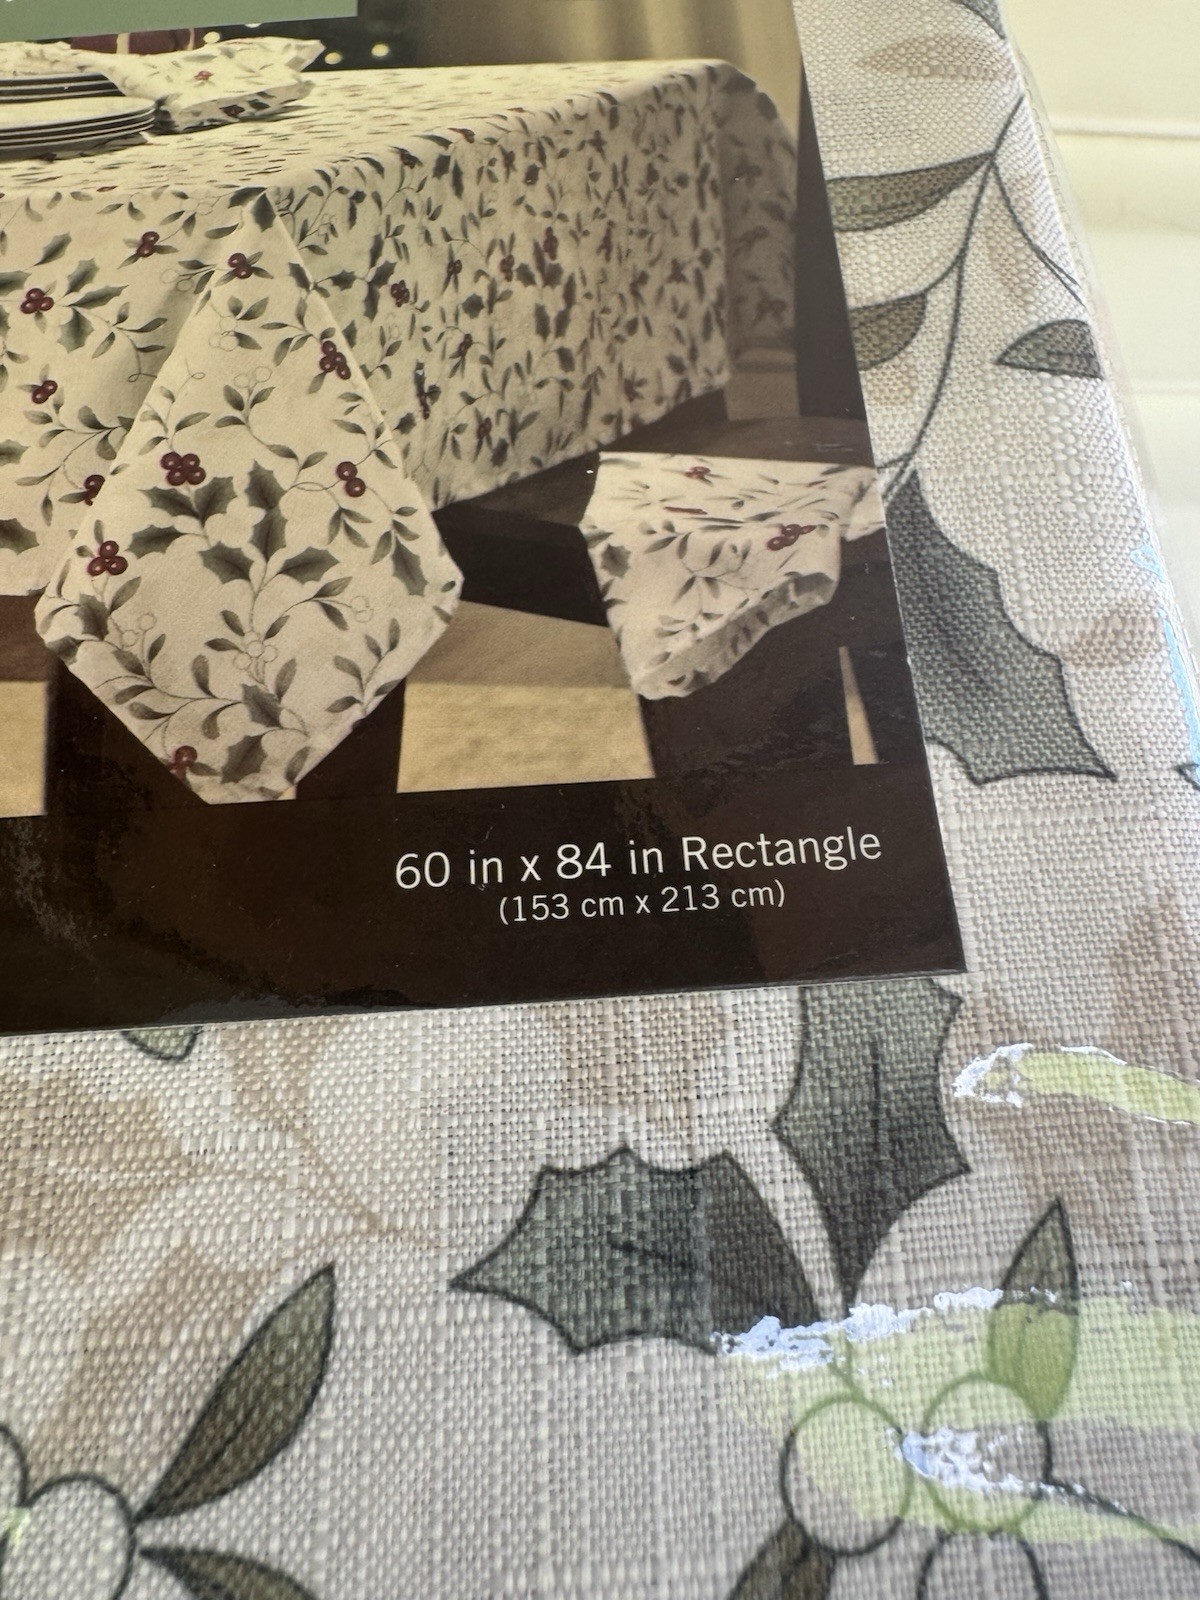 60 in x 84 in Rectangle
(153 cm x 213 cm)